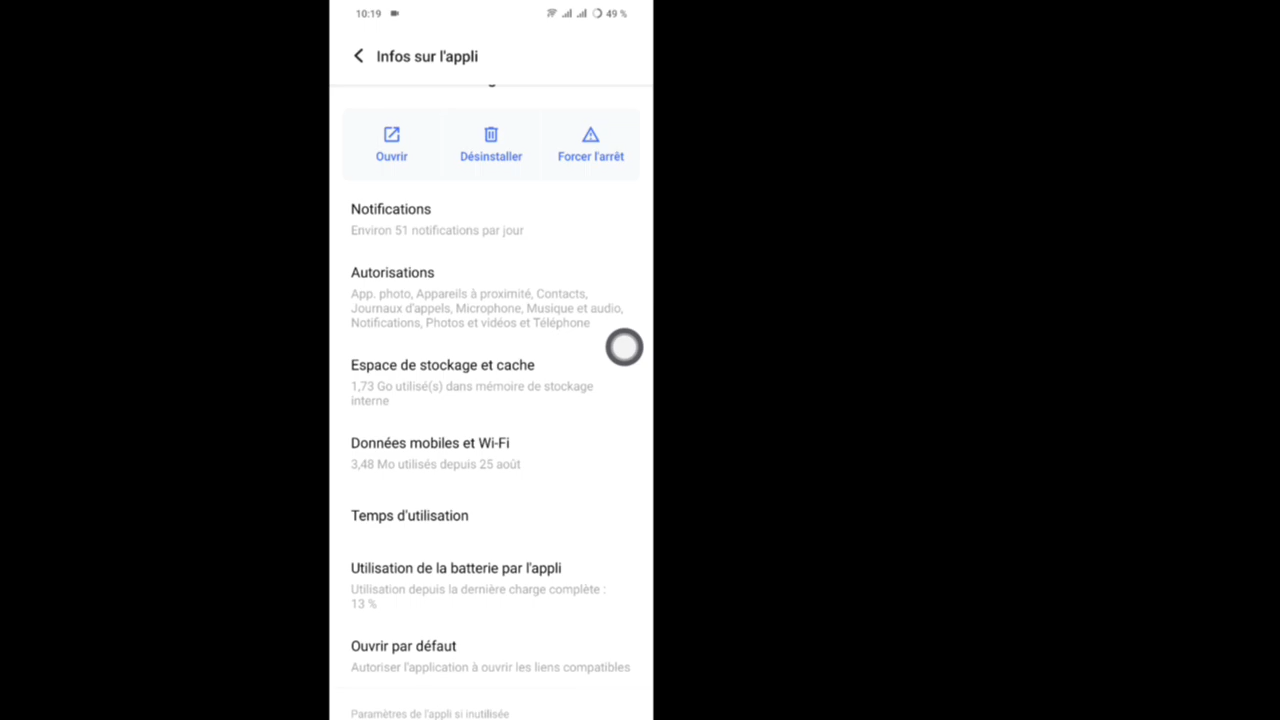 10:19 49 %
Infos sur l'appli
Ouvrir Désinstaller Forcer l'arrêt
Notifications
Environ 51 notifications par jour
Autorisations
App. photo, Appareils à proximité, Contacts,
Journaux d'appels, Microphone, Musique et audio,
Notifications, Photos et vidéos et Téléphone
Espace de stockage et cache
1,73 Go utilisé(s) dans mémoire de stockage
interne
Données mobiles et Wi-Fi
3,48 Mo utilisés depuis 25 août
Temps d'utilisation
Utilisation de la batterie par l'appli
Utilisation depuis la dernière charge complète :
13 %
Ouvrir par défaut
Autoriser l'application à ouvrir les liens compatibles
Paramètres de l'appli si inutilisée